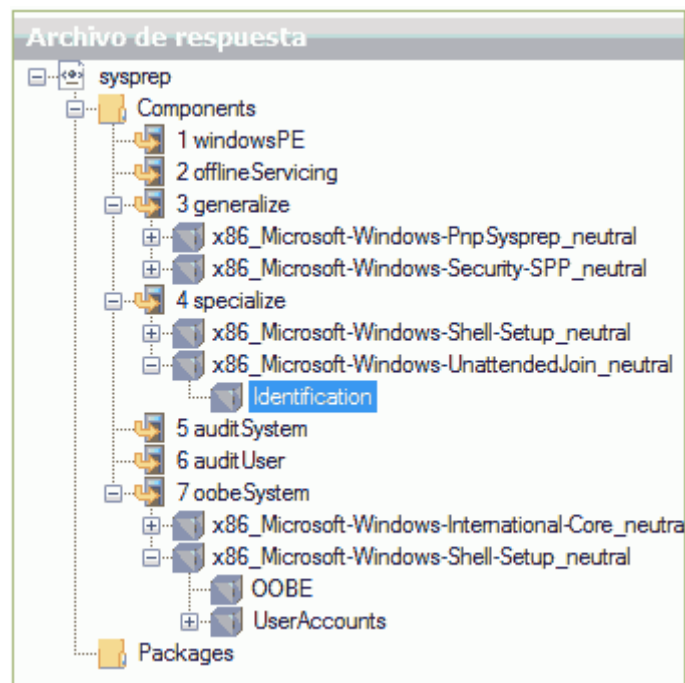 Archivo de respuesta
sysprep
Components
1 windowsPE
2 offlineServicing
3 generalize
x86_Microsoft-Windows-PnpSysprep_neutral
x86_Microsoft-Windows-Security-SPP_neutral
4 specialize
x86_Microsoft-Windows-Shell-Setup_neutral
x86_Microsoft-Windows-UnattendedJoin_neutral
Identification
5 auditSystem
6 auditUser
7 oobeSystem
x86_Microsoft-Windows-International-Core_neutra
x86_Microsoft-Windows-Shell-Setup_neutral
OOBE
UserAccounts
Packages